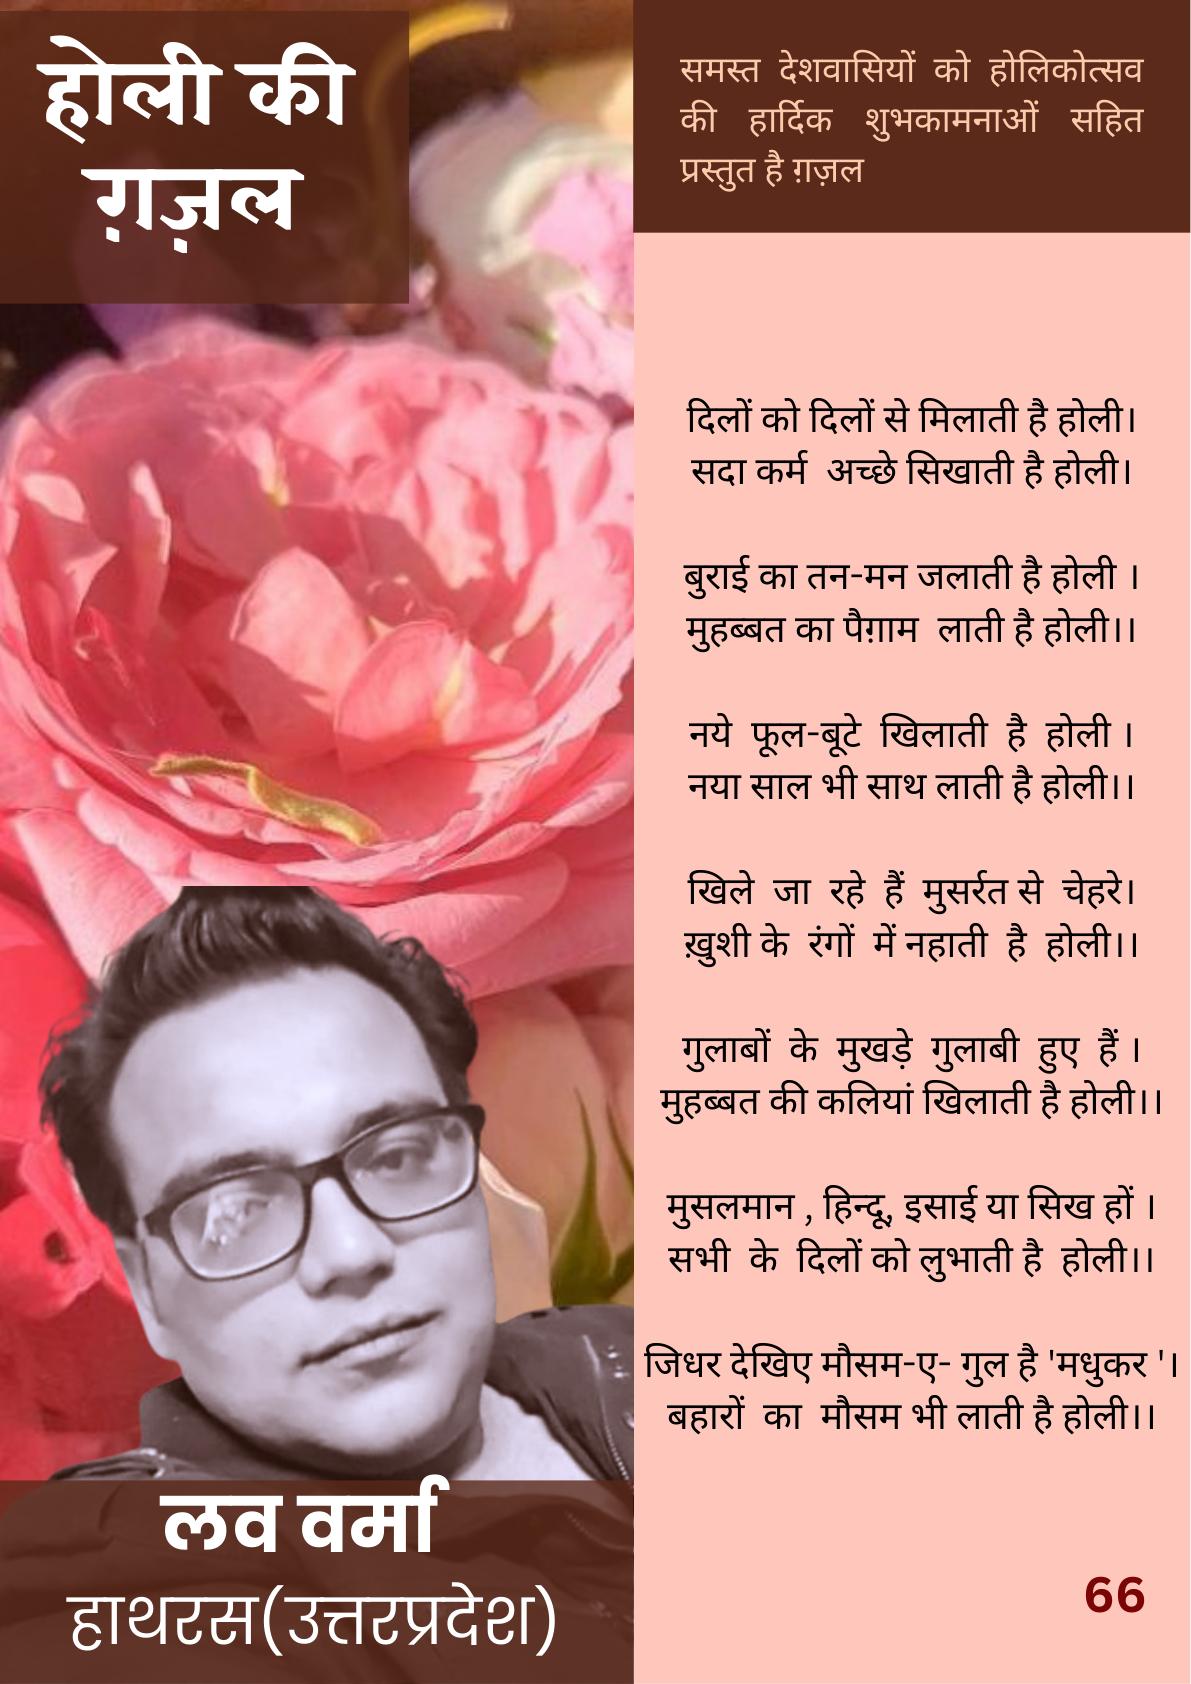 होली की
ग़ज़ल
समस्त देशवासियों को होलिकोत्सव
की हार्दिक शुभकामनाओं सहित
प्रस्तुत है ग़ज़ल
दिलों को दिलों से मिलाती है होली।
सदा कर्म अच्छे सिखाती है होली।
बुराई का तन-मन जलाती है होली ।
मुहब्बत का पैग़ाम लाती है होली।।
नये फूल-बूटे खिलाती है होली ।
नया साल भी साथ लाती है होली।।
खिले जा रहे हैं मुसर्रत से चेहरे।
ख़ुशी के रंगों में नहाती है होली।।
गुलाबों के मुखड़े गुलाबी हुए हैं ।
मुहब्बत की कलियां खिलाती है होली।।
मुसलमान , हिन्दू, इसाई या सिख हों ।
सभी के दिलों को लुभाती है होली।।
जिधर देखिए मौसम-ए- गुल है 'मधुकर '।
बहारों का मौसम भी लाती है होली।।
लव वर्मा
हाथरस(उत्तरप्रदेश)
66